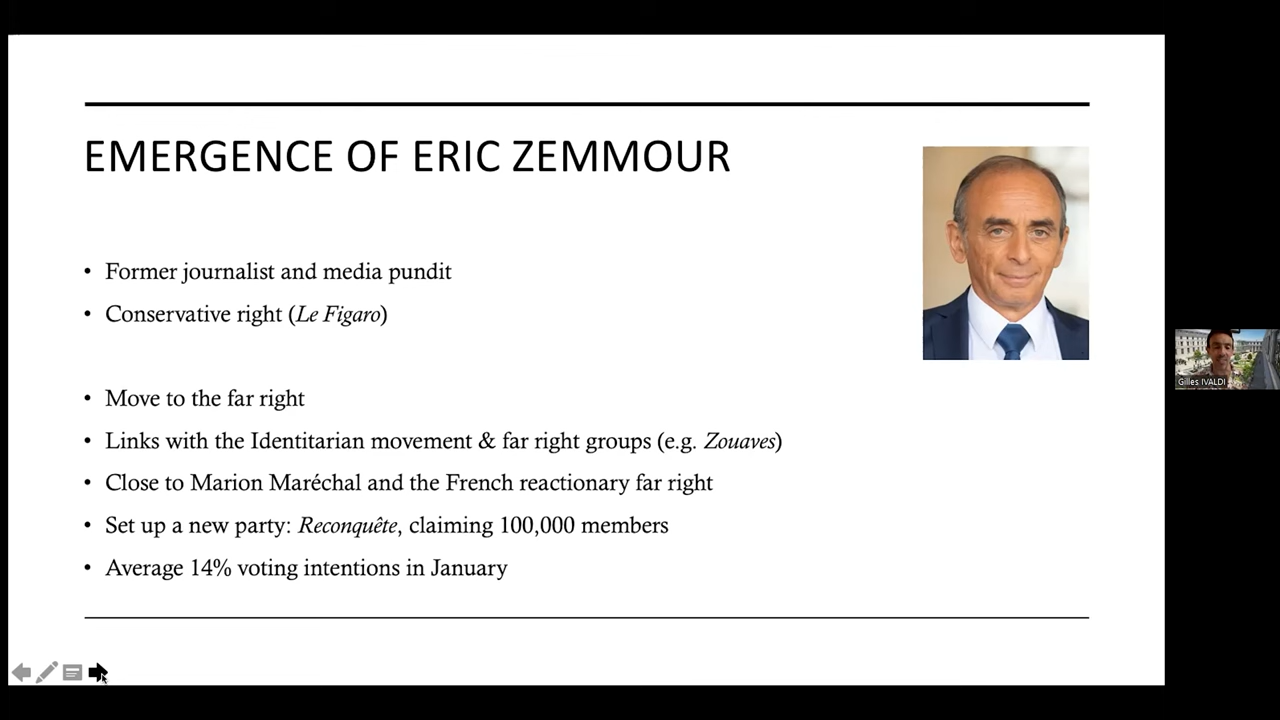 EMERGENCE OF ERIC ZEMMOUR
• Former journalist and media pundit
• Conservative right (Le Figaro)
• Move to the far right
• Links with the Identitarian movement & far right groups (e.g. Zouaves)
• Close to Marion Maréchal and the French reactionary far right
• Set up a new party: Reconquête, claiming 100,000 members
• Average 14% voting intentions in January
Gilles IVALDI